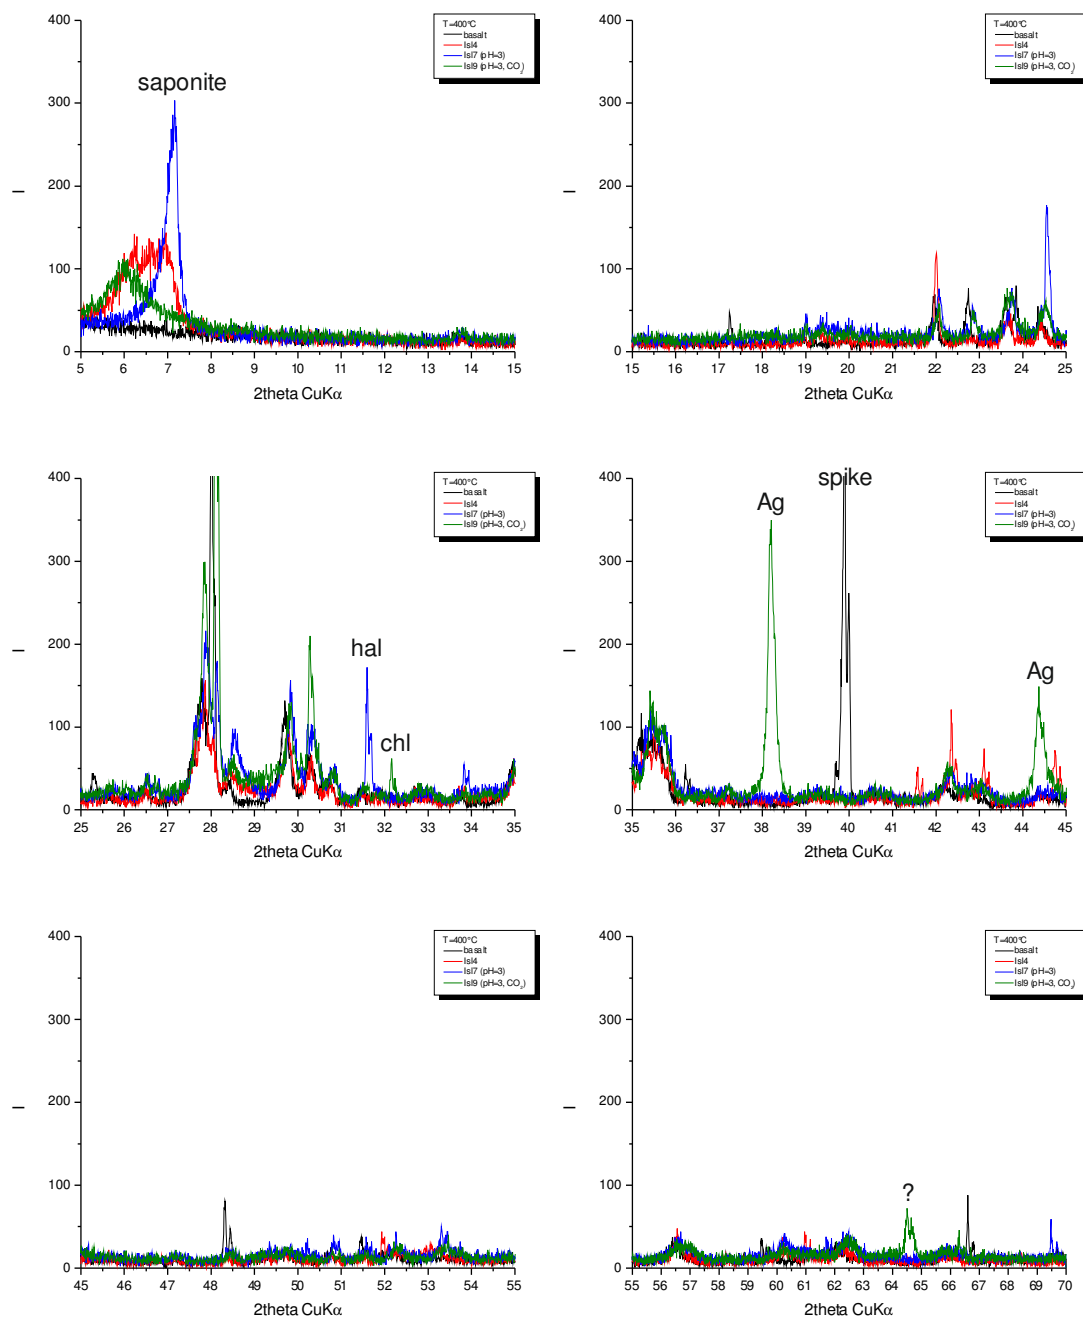 T=400°C
basalt
Isl4
Isl7 (pH=3)
Isl9 (pH=3, CO₂)
saponite
400
300
200
100
0
I
5 6 7 8 9 10 11 12 13 14 15
2theta CuKα
T=400°C
basalt
Isl4
Isl7 (pH=3)
Isl9 (pH=3, CO₂)
400
300
200
100
0
I
15 16 17 18 19 20 21 22 23 24 25
2theta CuKα
T=400°C
basalt
Isl4
Isl7 (pH=3)
Isl9 (pH=3, CO₂)
hal
chl
400
300
200
100
0
I
25 26 27 28 29 30 31 32 33 34 35
2theta CuKα
T=400°C
basalt
Isl4
Isl7 (pH=3)
Isl9 (pH=3, CO₂)
spike
Ag
Ag
400
300
200
100
0
I
35 36 37 38 39 40 41 42 43 44 45
2theta CuKα
T=400°C
basalt
Isl4
Isl7 (pH=3)
Isl9 (pH=3, CO₂)
400
300
200
100
0
I
45 46 47 48 49 50 51 52 53 54 55
2theta CuKα
T=400°C
basalt
Isl4
Isl7 (pH=3)
Isl9 (pH=3, CO₂)
?
400
300
200
100
0
I
55 56 57 58 59 60 61 62 63 64 65 66 67 68 69 70
2theta CuKα